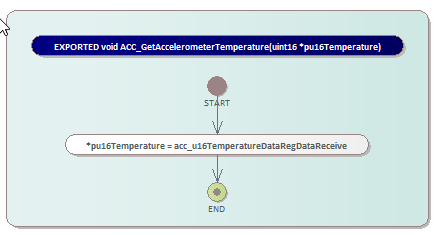 EXPORTED void ACC_GetAccelerometerTemperature(uint16 *pu16Temperature)
START
*pu16Temperature = acc_u16TemperatureDataRegDataReceive
END